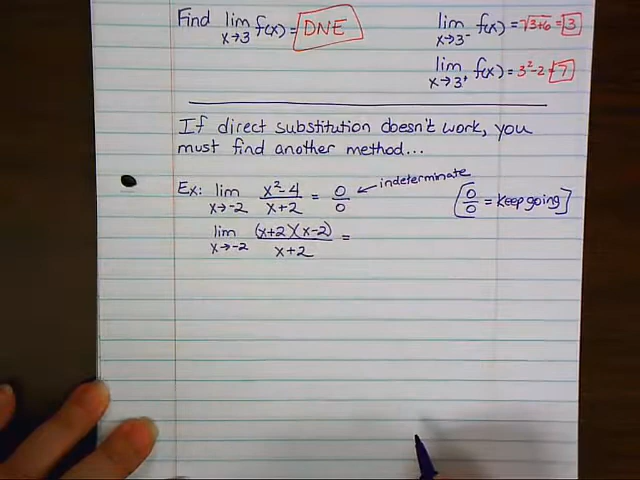 Find lim x→3 f(x) = DNE
lim x→3⁻ f(x) = √3+6 = 3
lim x→3⁺ f(x) = 3²-2 = 7
If direct substitution doesn't work, you
must find another method...
Ex: lim x→-2 x²-4 / x+2 = 0/0 ← indeterminate
[0/0 = keep going]
lim x→-2 (x+2)(x-2) / x+2 =